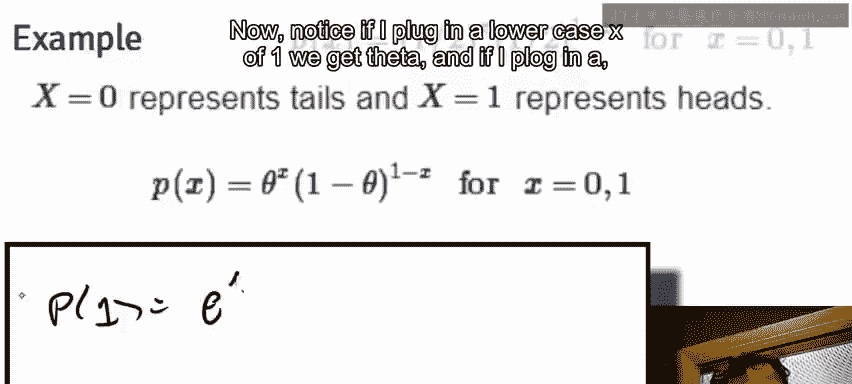 Now, notice if I plug in a lower case x
of 1 we get theta, and if I plog in a,
Example
for x = 0, 1
X = 0 represents tails and X = 1 represents heads.
p(x) = θ^x (1 − θ)^{1−x} for x = 0, 1
P(1) = θ^1